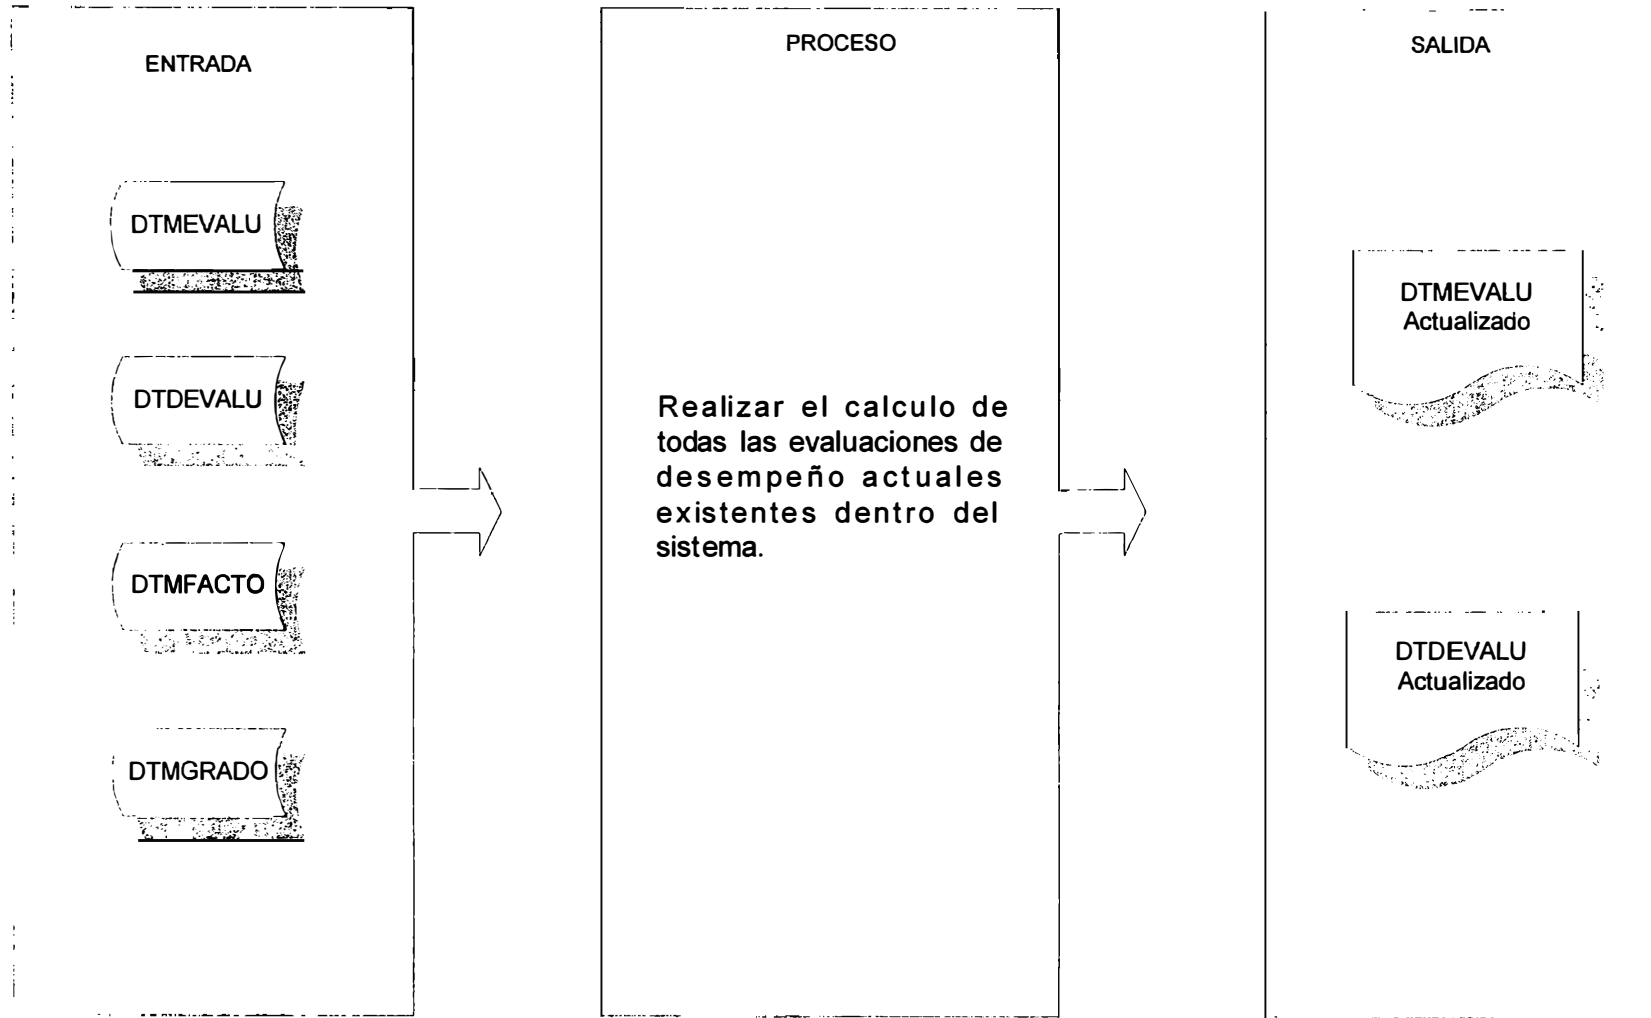 ENTRADA
DTMEVALU
DTDEVALU
DTMFACTO
DTMGRADO
PROCESO
Realizar el calculo de
todas las evaluaciones de
desempeño actuales
existentes dentro del
sistema.
SALIDA
DTMEVALU
Actualizado
DTDEVALU
Actualizado